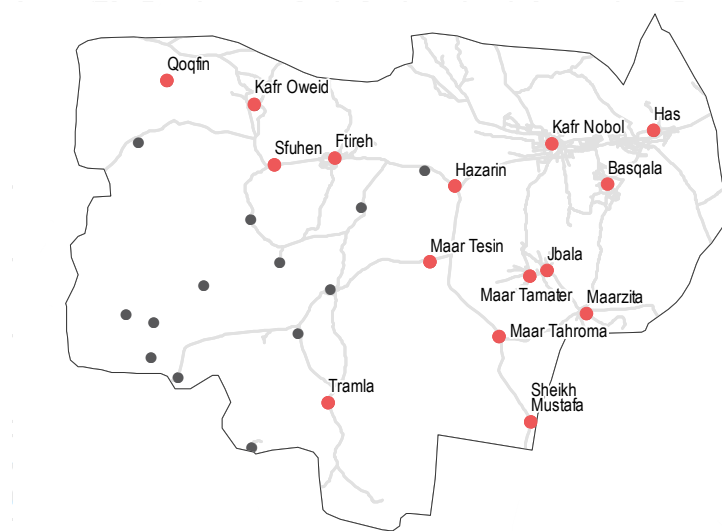 Qoqfin
Kafr Oweid
Has
Kafr Nobol
Ftireh
Sfuhen
Hazarin
Basqala
Maar Tesin
Jbala
Maar Tamater
Maarzita
Maar Tahroma
Tramla
Sheikh
Mustafa